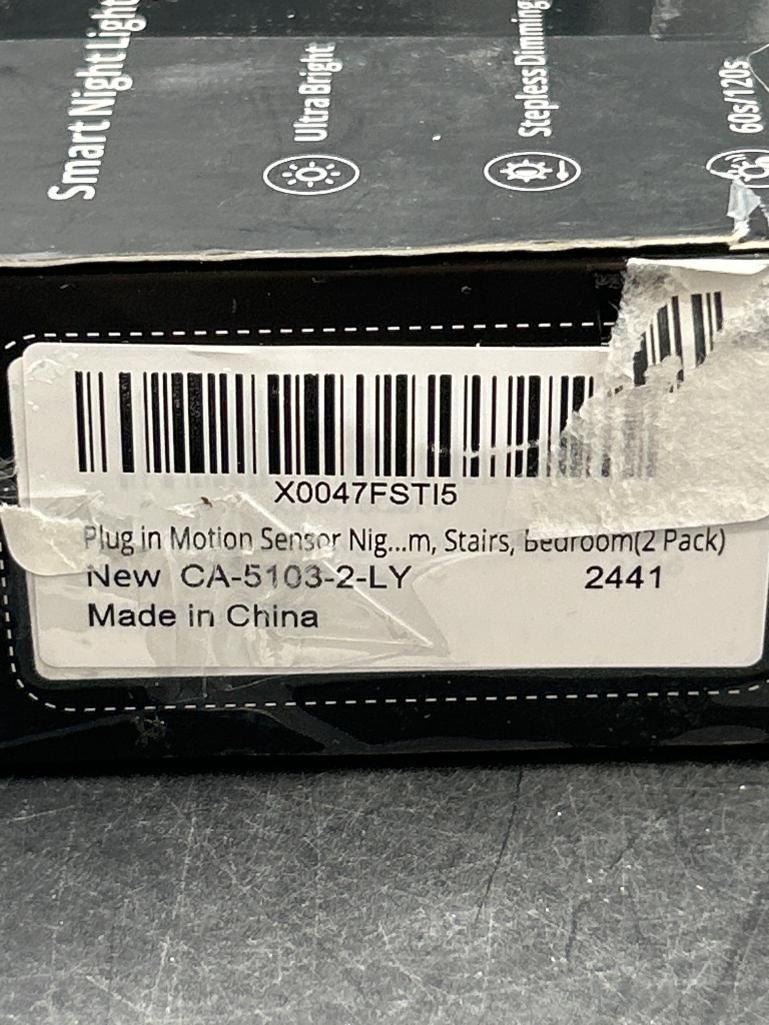 Smart Night Light
Ultra Bright
Stepless Dimming
60s/120s
X0047FSTI5
Plug in Motion Sensor Nig...m, Stairs, Bedroom(2 Pack)
New CA-5103-2-LY 2441
Made in China